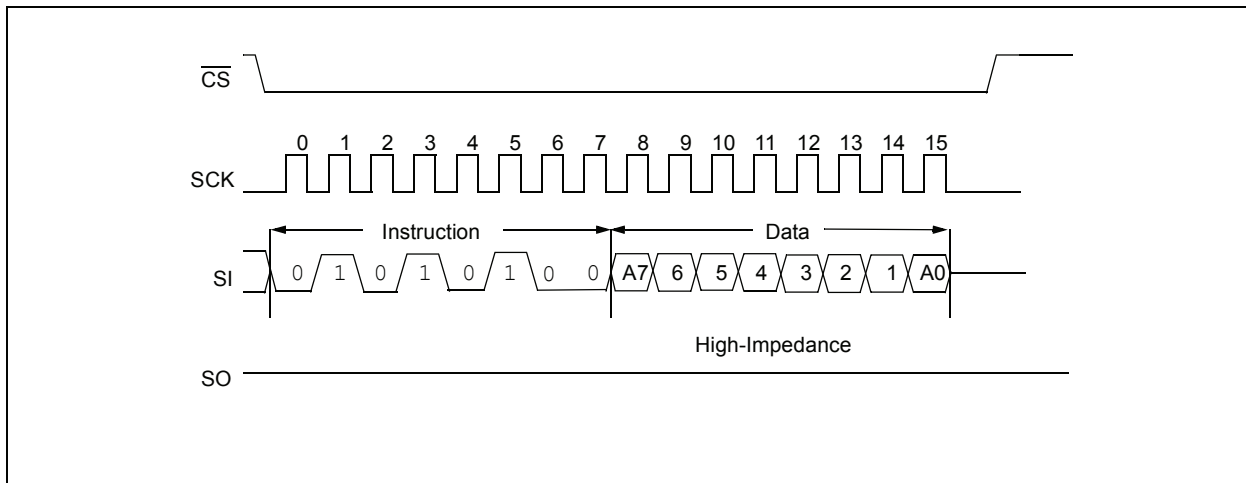 CS
0 1 2 3 4 5 6 7 8 9 10 11 12 13 14 15
SCK
Instruction Data
SI 0 1 0 1 0 1 0 0 A7 6 5 4 3 2 1 A0
High-Impedance
SO